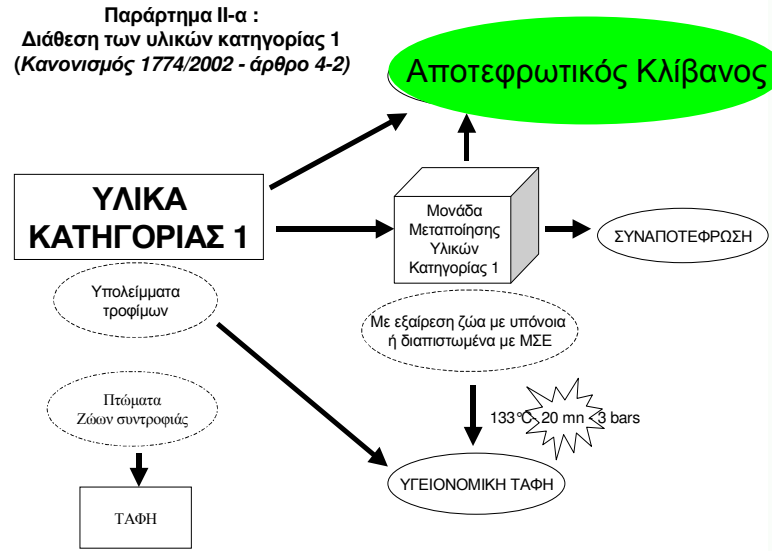 Παράρτημα ΙΙ-α :
Διάθεση των υλικών κατηγορίας 1
(Κανονισμός 1774/2002 - άρθρο 4-2)
Αποτεφρωτικός Κλίβανος
ΥΛΙΚΑ
ΚΑΤΗΓΟΡΙΑΣ 1
Μονάδα
Μεταποίησης
Υλικών
Κατηγορίας 1
ΣΥΝΑΠΟΤΕΦΡΩΣΗ
Υπολείμματα
τροφίμων
Με εξαίρεση ζώα με υπόνοια
ή διαπιστωμένα με ΜΣΕ
Πτώματα
Ζώων συντροφιάς
133°C- 20 mn - 3 bars
ΥΓΕΙΟΝΟΜΙΚΗ ΤΑΦΗ
ΤΑΦΗ